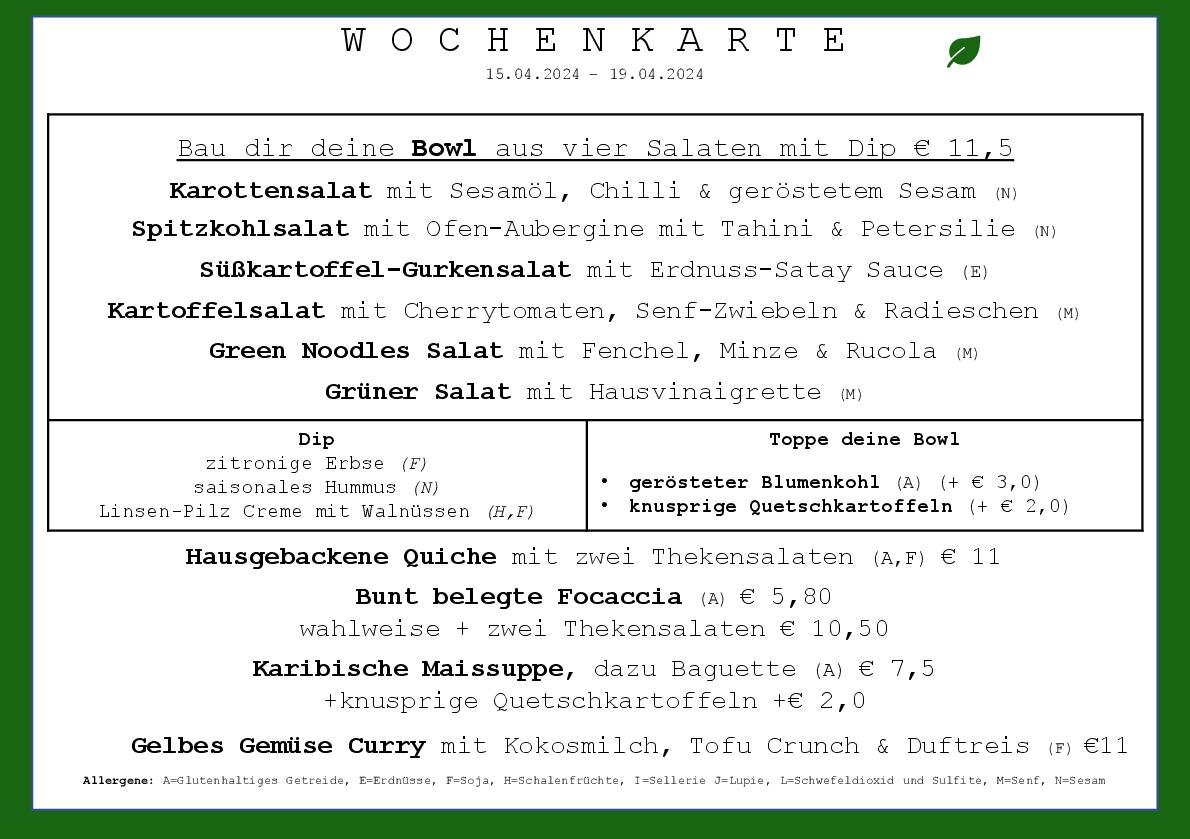 WOCHENKARTE
15.04.2024 – 19.04.2024
Bau dir deine Bowl aus vier Salaten mit Dip € 11,5
Karottensalat mit Sesamöl, Chilli & geröstetem Sesam (N)
Spitzkohlsalat mit Ofen-Aubergine mit Tahini & Petersilie (N)
Süßkartoffel-Gurkensalat mit Erdnuss-Satay Sauce (E)
Kartoffelsalat mit Cherrytomaten, Senf-Zwiebeln & Radieschen (M)
Green Noodles Salat mit Fenchel, Minze & Rucola (M)
Grüner Salat mit Hausvinaigrette (M)
Dip
zitronige Erbse (F)
saisonales Hummus (N)
Linsen-Pilz Creme mit Walnüssen (H,F)
Toppe deine Bowl
• gerösteter Blumenkohl (A) (+ € 3,0)
• knusprige Quetschkartoffeln (+ € 2,0)
Hausgebackene Quiche mit zwei Thekensalaten (A,F) € 11
Bunt belegte Focaccia (A) € 5,80
wahlweise + zwei Thekensalaten € 10,50
Karibische Maissuppe, dazu Baguette (A) € 7,5
+knusprige Quetschkartoffeln +€ 2,0
Gelbes Gemüse Curry mit Kokosmilch, Tofu Crunch & Duftreis (F) €11
Allergene: A=Glutenhaltiges Getreide, E=Erdnüsse, F=Soja, H=Schalenfrüchte, I=Sellerie J=Lupie, L=Schwefeldioxid und Sulfite, M=Senf, N=Sesam